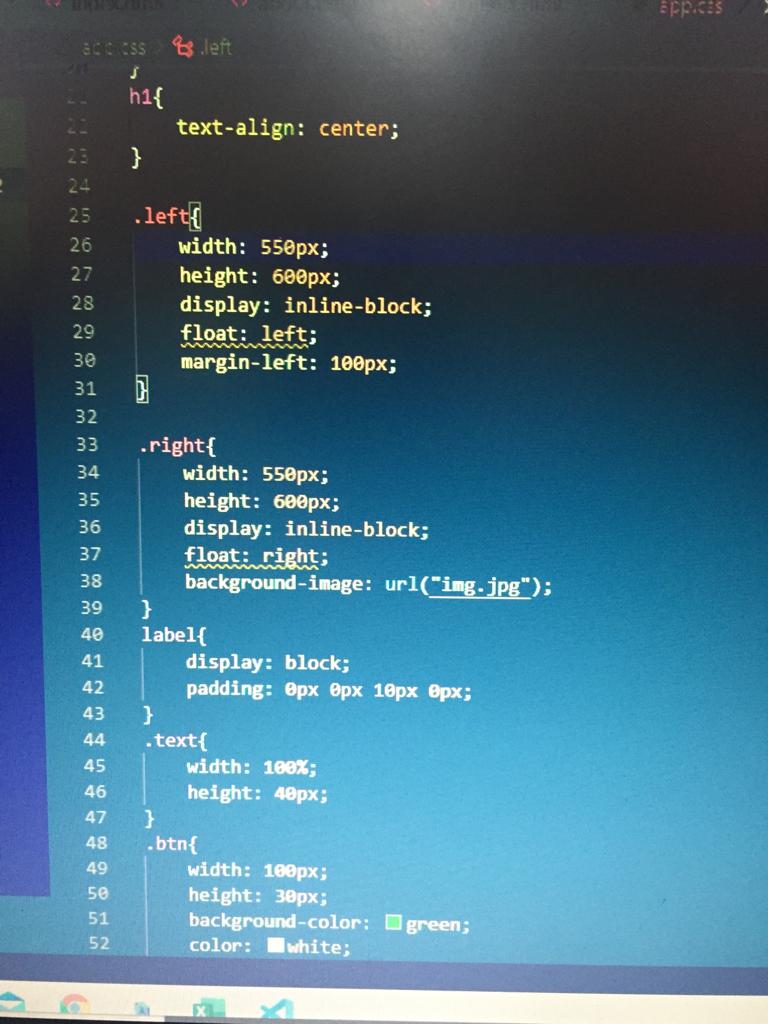 app.css
app.css > .left
}
21 h1{
22 text-align: center;
23 }
24
25 .left{
26 width: 550px;
27 height: 600px;
28 display: inline-block;
29 float: left;
30 margin-left: 100px;
31 }
32
33 .right{
34 width: 550px;
35 height: 600px;
36 display: inline-block;
37 float: right;
38 background-image: url("img.jpg");
39 }
40 label{
41 display: block;
42 padding: 0px 0px 10px 0px;
43 }
44 .text{
45 width: 100%;
46 height: 40px;
47 }
48 .btn{
49 width: 100px;
50 height: 30px;
51 background-color: green;
52 color: white;